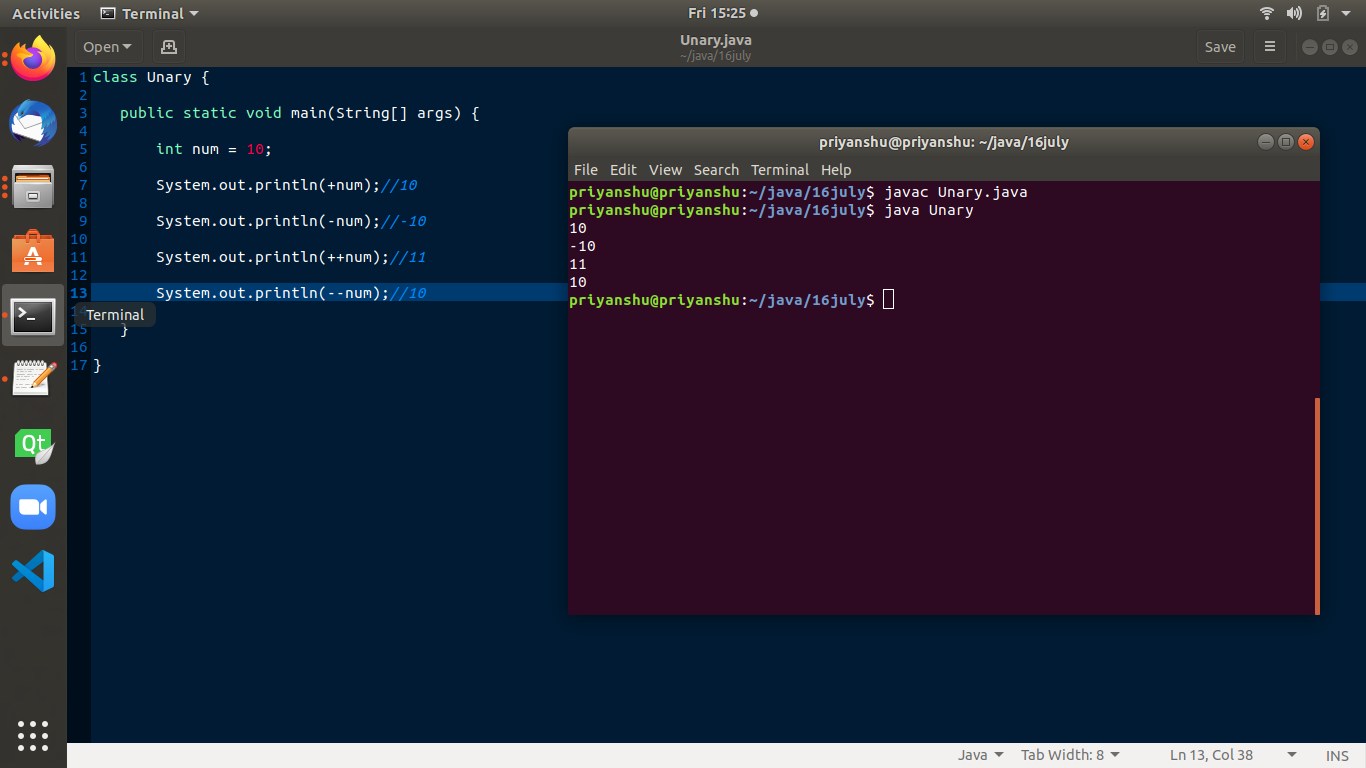 Activities Terminal Fri 15:25
Open Unary.java Save
~/java/16july
1 class Unary {
2
3 public static void main(String[] args) {
4
5 int num = 10;
6
7 System.out.println(+num);//10
8
9 System.out.println(-num);//-10
10
11 System.out.println(++num);//11
12
13 System.out.println(--num);//10
Terminal
15 }
16
17 }
priyanshu@priyanshu: ~/java/16july
File Edit View Search Terminal Help
priyanshu@priyanshu:~/java/16july$ javac Unary.java
priyanshu@priyanshu:~/java/16july$ java Unary
10
-10
11
10
priyanshu@priyanshu:~/java/16july$
Qt
Java Tab Width: 8 Ln 13, Col 38 INS